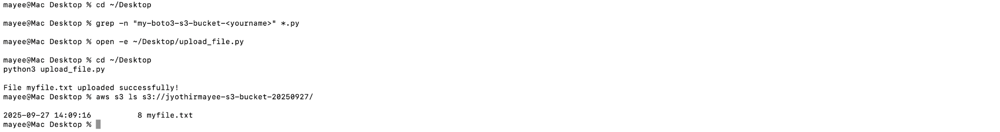 mayee@Mac Desktop % cd ~/Desktop
mayee@Mac Desktop % grep -n "my-boto3-s3-bucket-<yourname>" *.py
mayee@Mac Desktop % open -e ~/Desktop/upload_file.py
mayee@Mac Desktop % cd ~/Desktop
python3 upload_file.py
File myfile.txt uploaded successfully!
mayee@Mac Desktop % aws s3 ls s3://jyothirmayee-s3-bucket-20250927/
2025-09-27 14:09:16          8 myfile.txt
mayee@Mac Desktop %